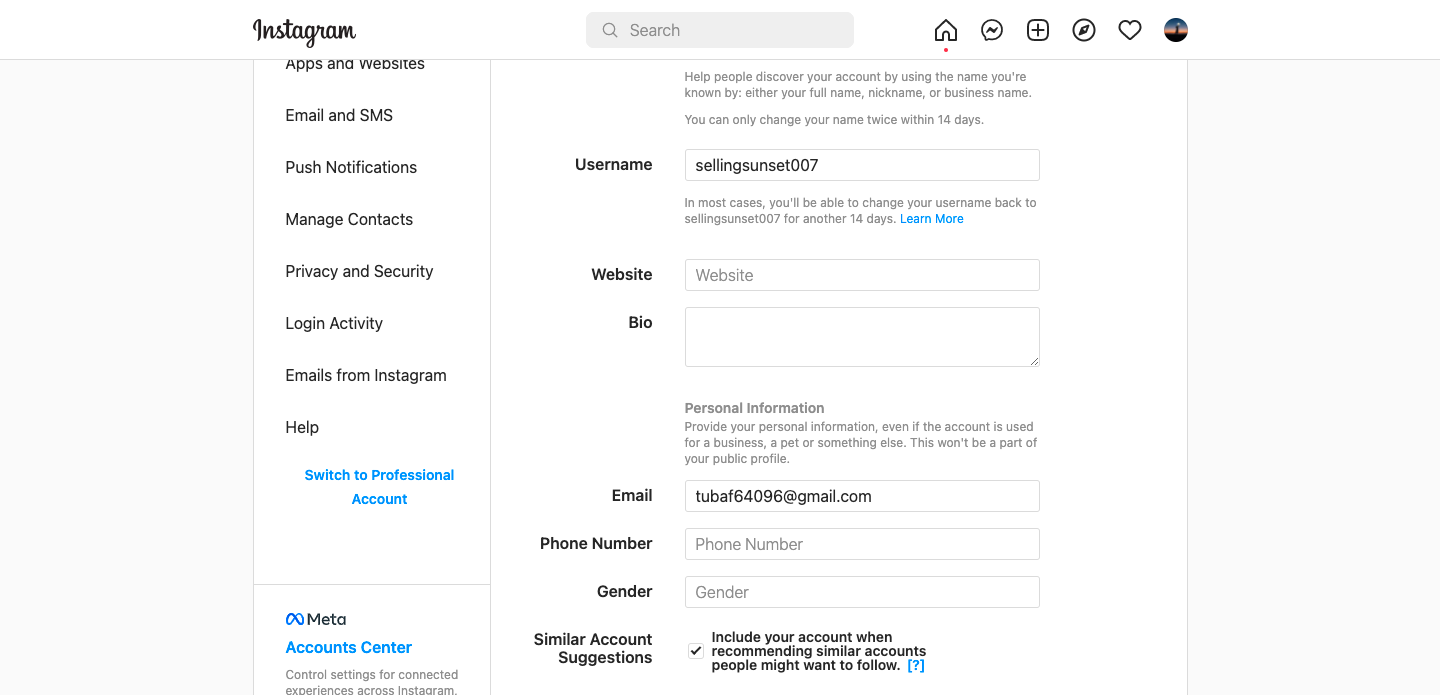 Instagram
Search
Apps and Websites
Email and SMS
Push Notifications
Manage Contacts
Privacy and Security
Login Activity
Emails from Instagram
Help
Switch to Professional
Account
Meta
Accounts Center
Control settings for connected
experiences across Instagram,
Help people discover your account by using the name you're
known by: either your full name, nickname, or business name.
You can only change your name twice within 14 days.
Username
sellingsunset007
In most cases, you'll be able to change your username back to
sellingsunset007 for another 14 days. Learn More
Website
Website
Bio
Personal Information
Provide your personal information, even if the account is used
for a business, a pet or something else. This won't be a part of
your public profile.
Email
tubaf64096@gmail.com
Phone Number
Phone Number
Gender
Gender
Similar Account
Suggestions
Include your account when
recommending similar accounts
people might want to follow. [?]